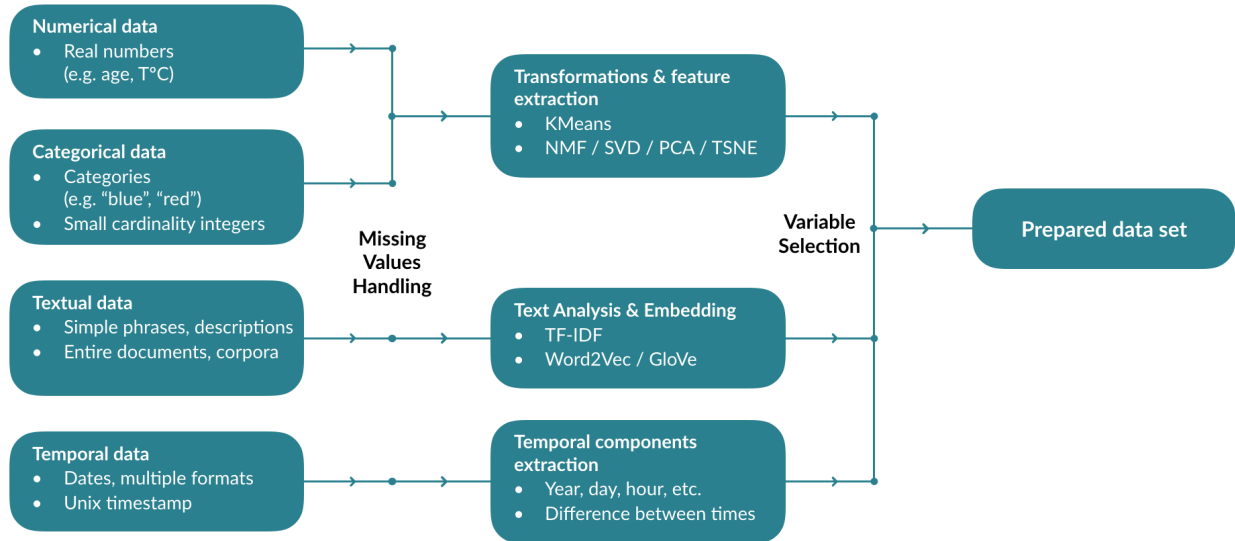 Numerical data
• Real numbers
(e.g. age, T°C)
Categorical data
• Categories
(e.g. “blue”, “red”)
• Small cardinality integers
Textual data
• Simple phrases, descriptions
• Entire documents, corpora
Temporal data
• Dates, multiple formats
• Unix timestamp
Missing
Values
Handling
Transformations & feature
extraction
• KMeans
• NMF / SVD / PCA / TSNE
Text Analysis & Embedding
• TF-IDF
• Word2Vec / GloVe
Temporal components
extraction
• Year, day, hour, etc.
• Difference between times
Variable
Selection
Prepared data set